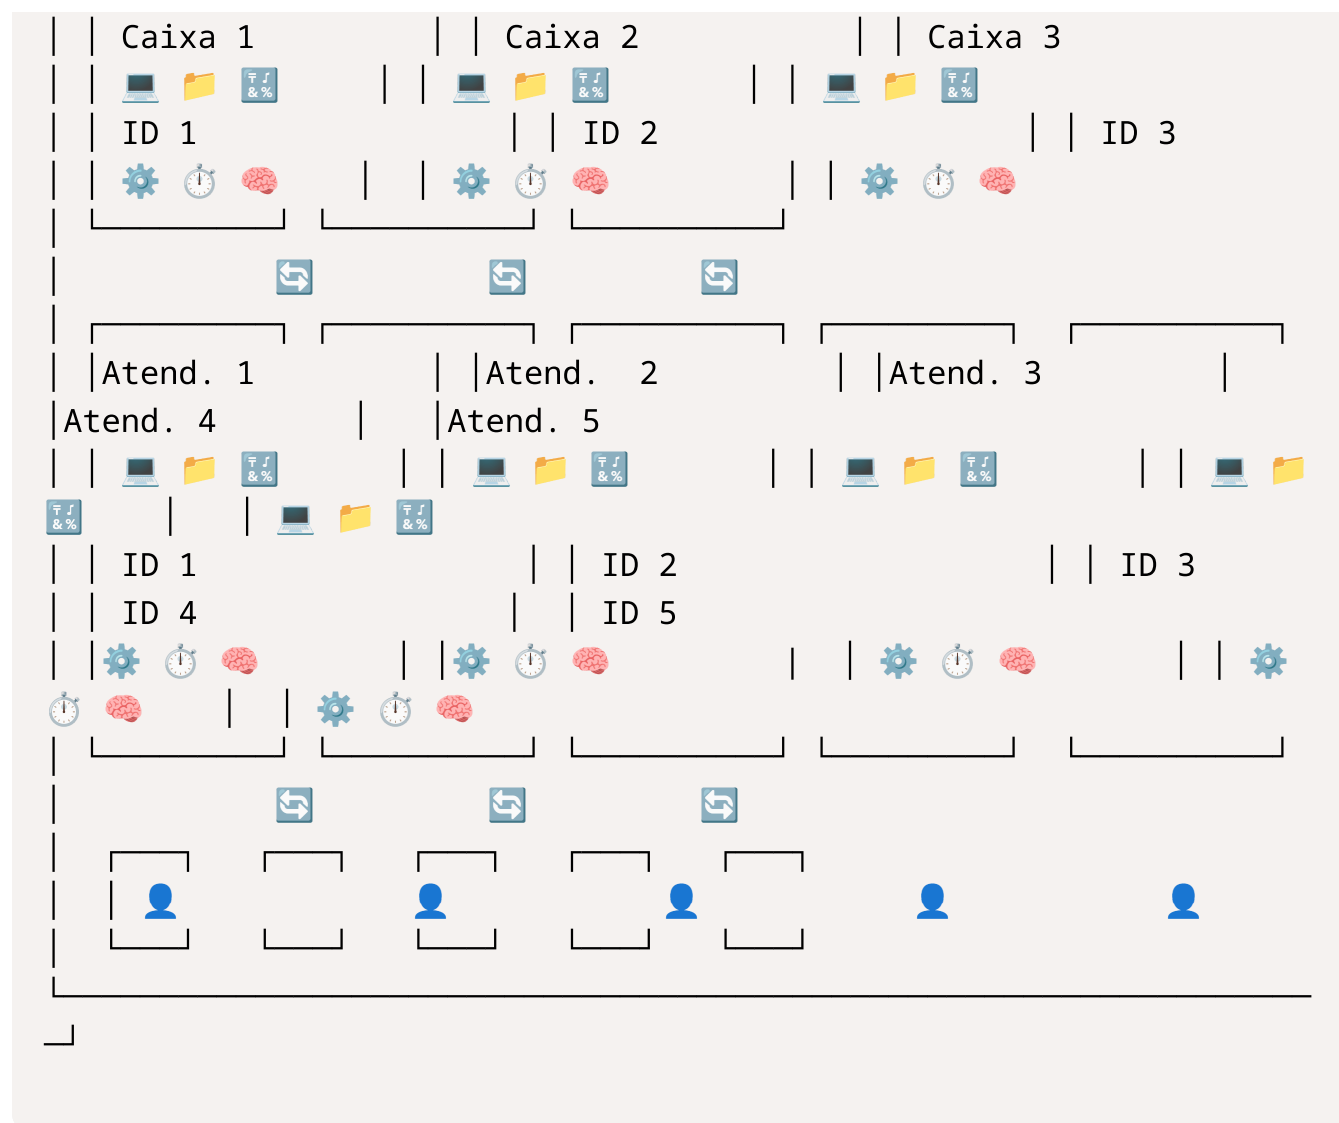 │ │ Caixa 1 │ │ Caixa 2 │ │ Caixa 3
│ │ 💻 📁 🔣 │ │ 💻 📁 🔣 │ │ 💻 📁 🔣
│ │ ID 1 │ │ ID 2 │ │ ID 3
│ │ ⚙️ ⏱️ 🧠 │ │ ⚙️ ⏱️ 🧠 │ │ ⚙️ ⏱️ 🧠
│ └─────────┘ └──────────┘ └──────────┘
│ 🔄 🔄 🔄
│ ┌─────────┐ ┌──────────┐ ┌──────────┐ ┌─────────┐ ┌──────────┐
│ │Atend. 1 │ │Atend. 2 │ │Atend. 3 │
│Atend. 4 │ │Atend. 5
│ │ 💻 📁 🔣 │ │ 💻 📁 🔣 │ │ 💻 📁 🔣 │ │ 💻 📁
🔣 │ │ 💻 📁 🔣
│ │ ID 1 │ │ ID 2 │ │ ID 3
│ │ ID 4 │ │ ID 5
│ │⚙️ ⏱️ 🧠 │ │⚙️ ⏱️ 🧠 | │ ⚙️ ⏱️ 🧠 │ │ ⚙️
⏱️ 🧠 │ │ ⚙️ ⏱️ 🧠
│ └─────────┘ └──────────┘ └──────────┘ └─────────┘ └──────────┘
│ 🔄 🔄 🔄
│ ┌───┐ ┌───┐ ┌───┐ ┌───┐ ┌───┐
│ │ 👤 👤 👤 👤 👤
│ └───┘ └───┘ └───┘ └───┘ └───┘
└─────────────────────────────────────────────────────────────────
─┘